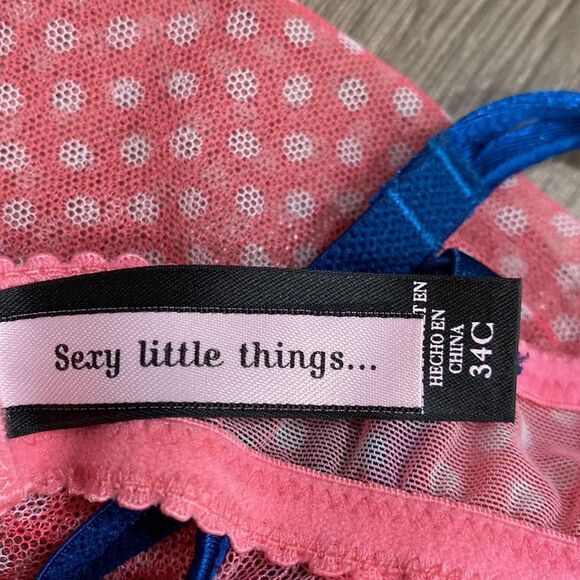 Sexy little things...
HECHO EN
CHINA
34C